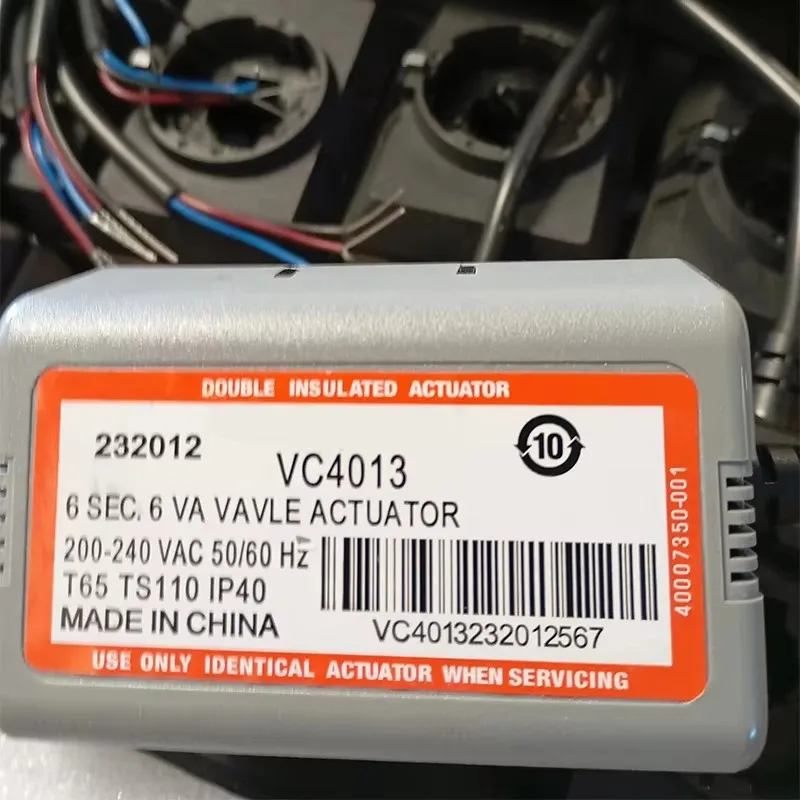 DOUBLE INSULATED ACTUATOR
232012
VC4013
10
6 SEC. 6 VA VAVLE ACTUATOR
200-240 VAC 50/60 Hz
T65 TS110 IP40
MADE IN CHINA
VC4013232012567
40007350-001
USE ONLY IDENTICAL ACTUATOR WHEN SERVICING